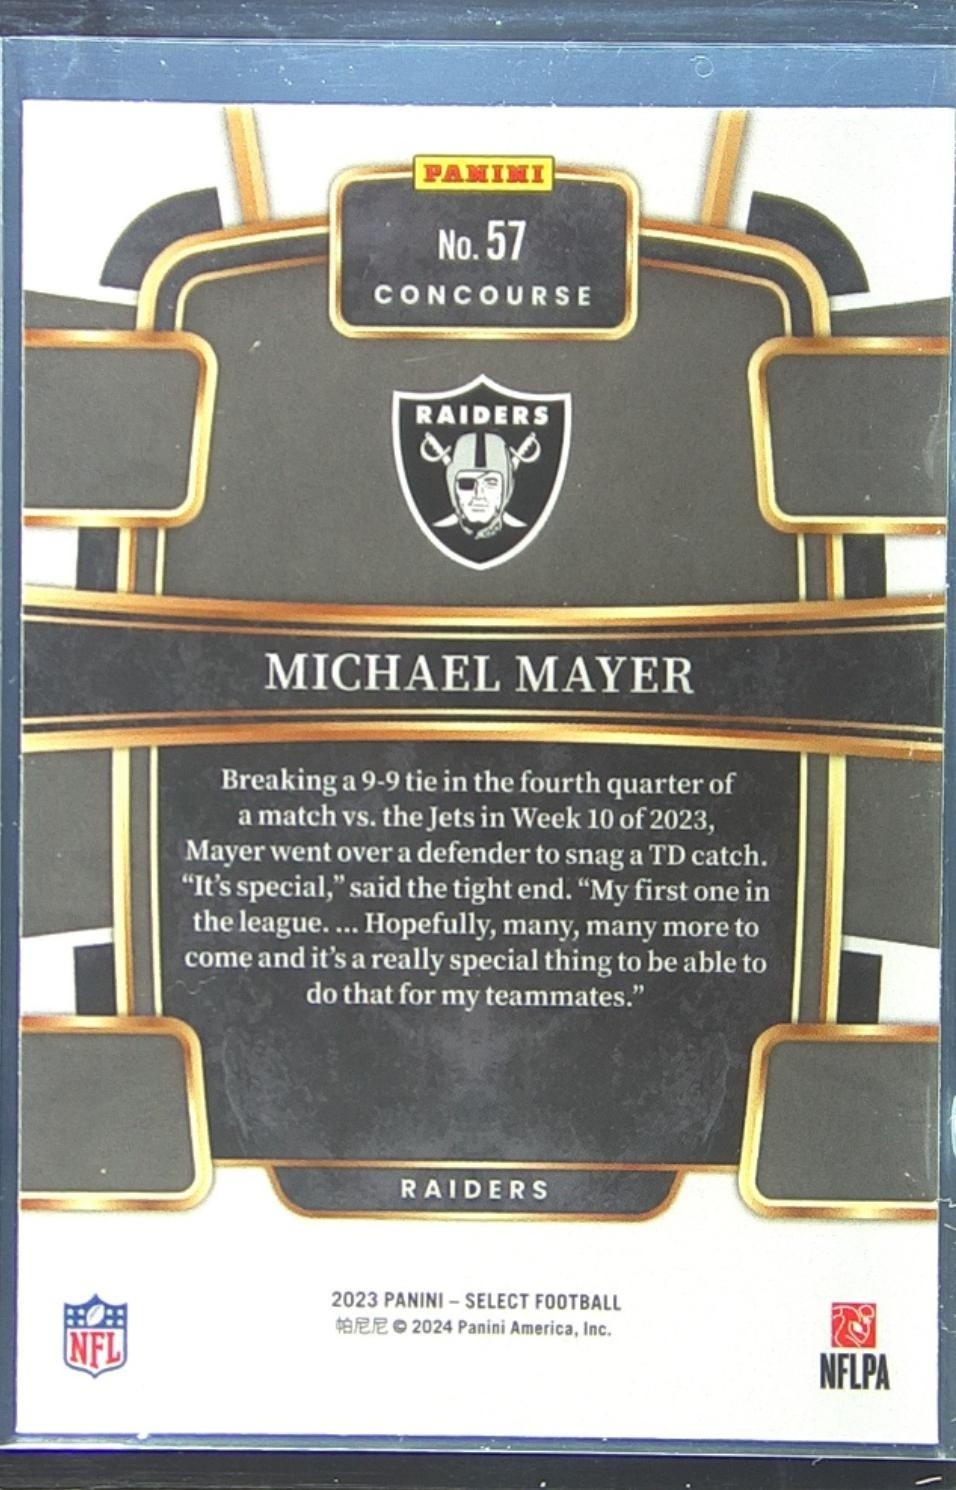 PANINI
No. 57
CONCOURSE
RAIDERS
MICHAEL MAYER
Breaking a 9-9 tie in the fourth quarter of
a match vs. the Jets in Week 10 of 2023,
Mayer went over a defender to snag a TD catch.
“It’s special,” said the tight end. “My first one in
the league. ... Hopefully, many, many more to
come and it’s a really special thing to be able to
do that for my teammates.”
RAIDERS
2023 PANINI – SELECT FOOTBALL
帕尼尼 © 2024 Panini America, Inc.
NFL
NFLPA